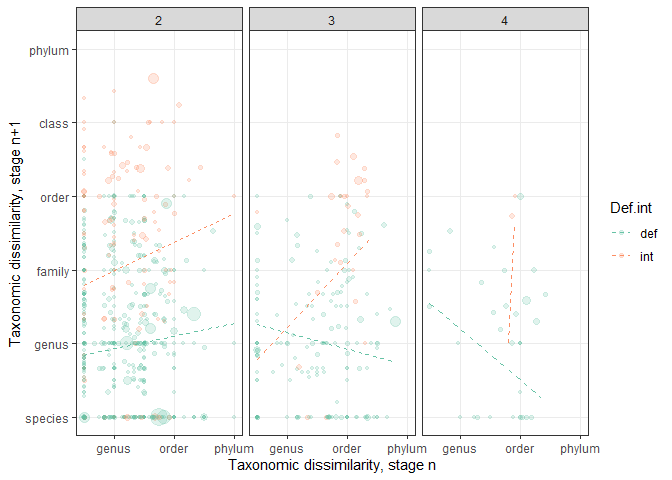 2 3 4
phylum
class
order
family
genus
species
Taxonomic dissimilarity, stage n+1
genus order phylum genus order phylum genus order phylum
Taxonomic dissimilarity, stage n
Def.int
def
int